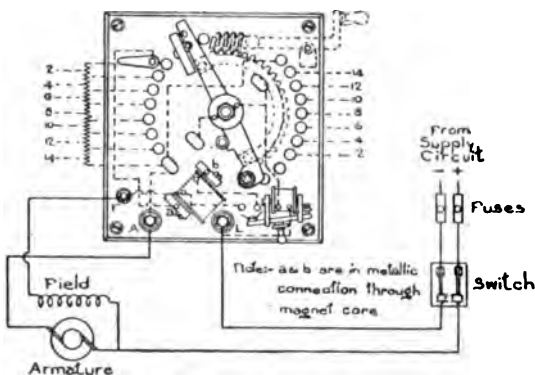 2
4
6
8
10
12
14
14
12
10
8
6
4
2
b
F
A
L
From
Supply
Circuit
- +
Fuses
Switch
Note:- a & b are in metallic
connection through
magnet core
Field
Armature